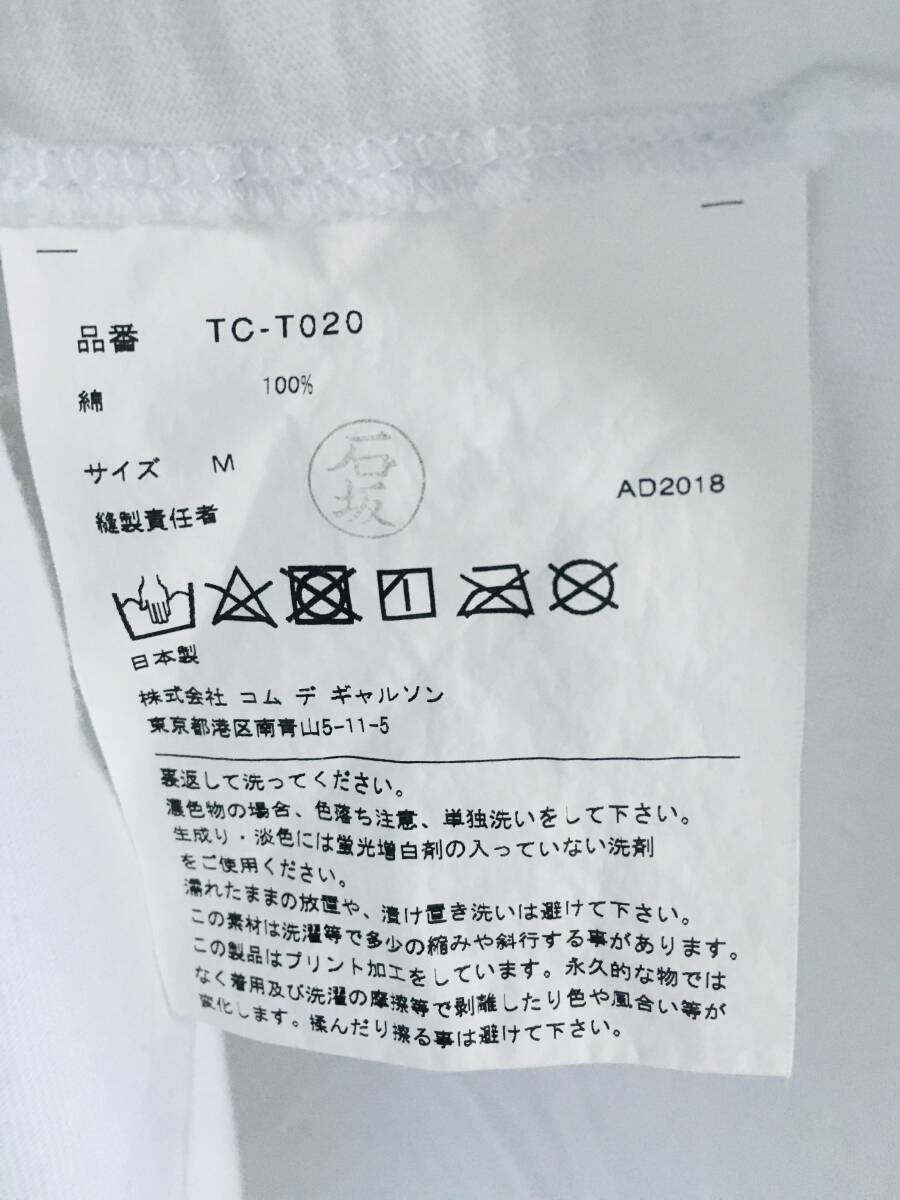 品番 TC-T020
綿 100%
サイズ M
石坂
AD2018
縫製責任者
日本製
株式会社 コム デ ギャルソン
東京都港区南青山5-11-5
裏返して洗ってください。
濃色物の場合、色落ち注意、単独洗いをして下さい。
生成り・淡色には蛍光増白剤の入っていない洗剤
をご使用ください。
濡れたままの放置や、漬け置き洗いは避けて下さい。
この素材は洗濯等で多少の縮みや斜行する事があります。
この製品はプリント加工をしています。永久的な物では
なく着用及び洗濯の摩擦等で剥離したり色や風合い等が
変化します。揉んだり擦る事は避けて下さい。